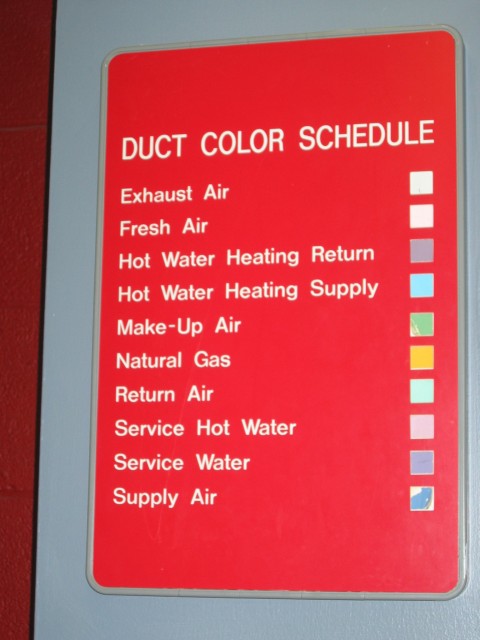 DUCT COLOR SCHEDULE
Exhaust Air
Fresh Air
Hot Water Heating Return
Hot Water Heating Supply
Make-Up Air
Natural Gas
Return Air
Service Hot Water
Service Water
Supply Air